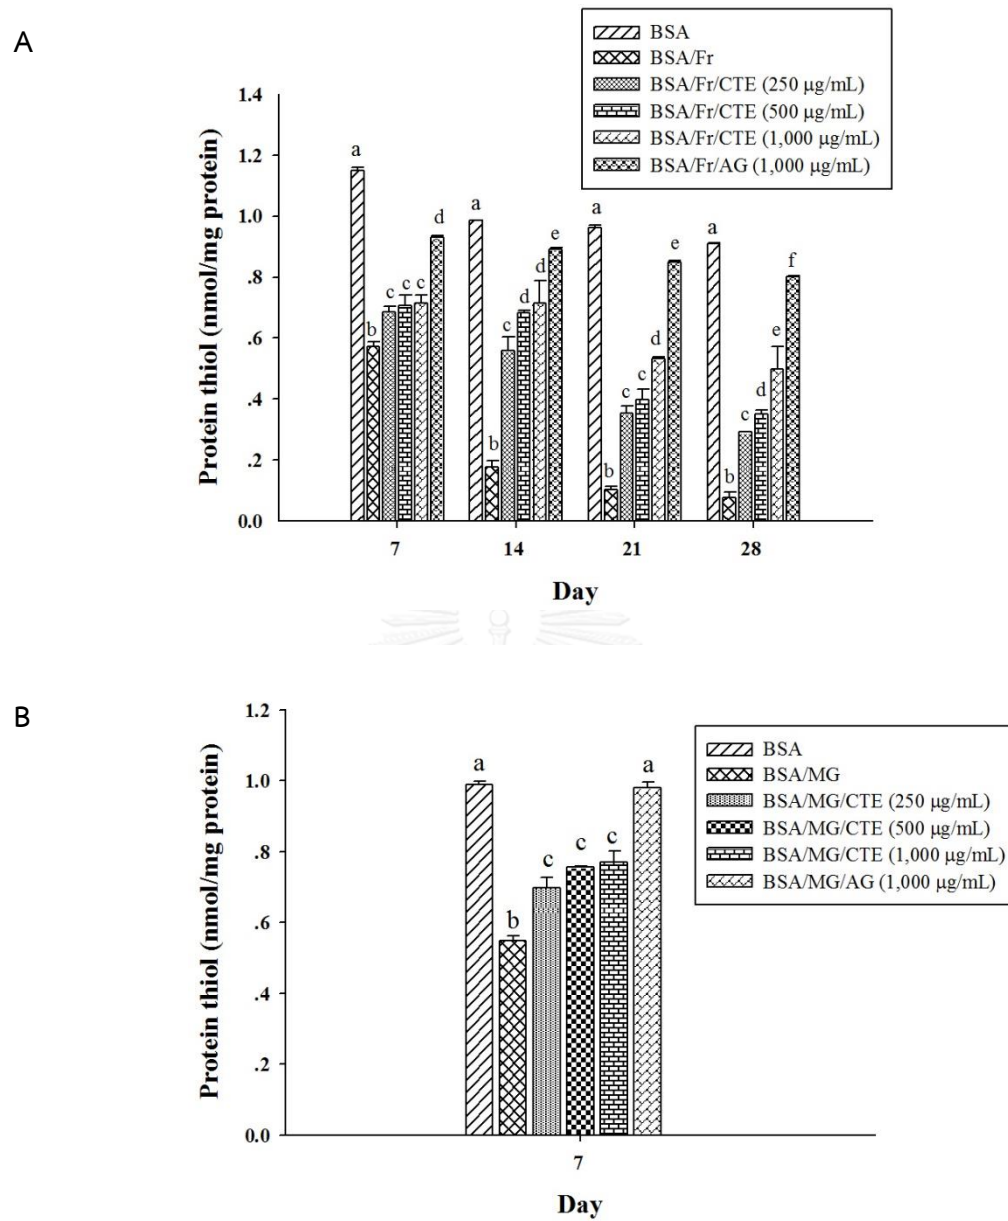 A
BSA
BSA/Fr
BSA/Fr/CTE (250 µg/mL)
BSA/Fr/CTE (500 µg/mL)
BSA/Fr/CTE (1,000 µg/mL)
BSA/Fr/AG (1,000 µg/mL)
Protein thiol (nmol/mg protein)
1.4
1.2
1.0
.8
.6
.4
.2
0.0
a b c c c d
a b c d d e
a b c c d e
a b c d e f
7 14 21 28
Day
B
BSA
BSA/MG
BSA/MG/CTE (250 µg/mL)
BSA/MG/CTE (500 µg/mL)
BSA/MG/CTE (1,000 µg/mL)
BSA/MG/AG (1,000 µg/mL)
Protein thiol (nmol/mg protein)
1.2
1.0
.8
.6
.4
.2
0.0
a b c c c a
7
Day